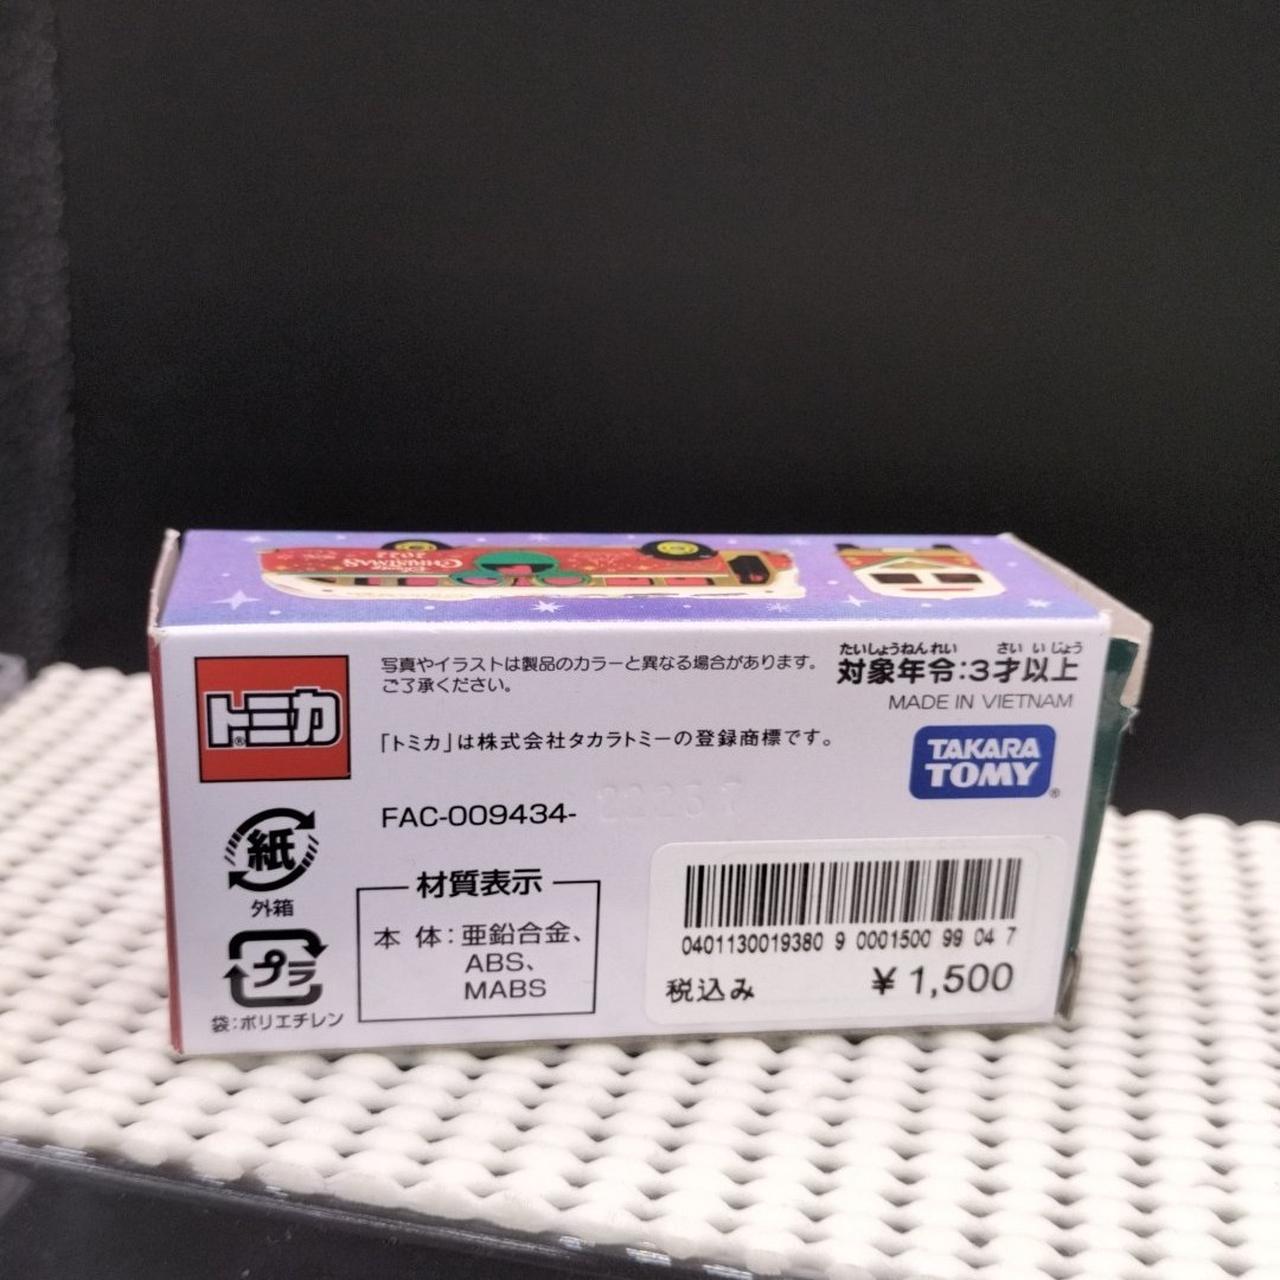 Disney
CHRISTMAS
2022
トミカ®
写真やイラストは製品のカラーと異なる場合があります。
ご了承ください。
「トミカ」は株式会社タカラトミーの登録商標です。
FAC-009434-
たいしょうねんれい さい い じょう
対象年令:3才以上
MADE IN VIETNAM
TAKARA
TOMY®
紙
外箱
プラ
袋:ポリエチレン
材質表示
本 体:亜鉛合金、
ABS、
MABS
0401130019380 9 0001500 99 04 7
税込み ¥1,500